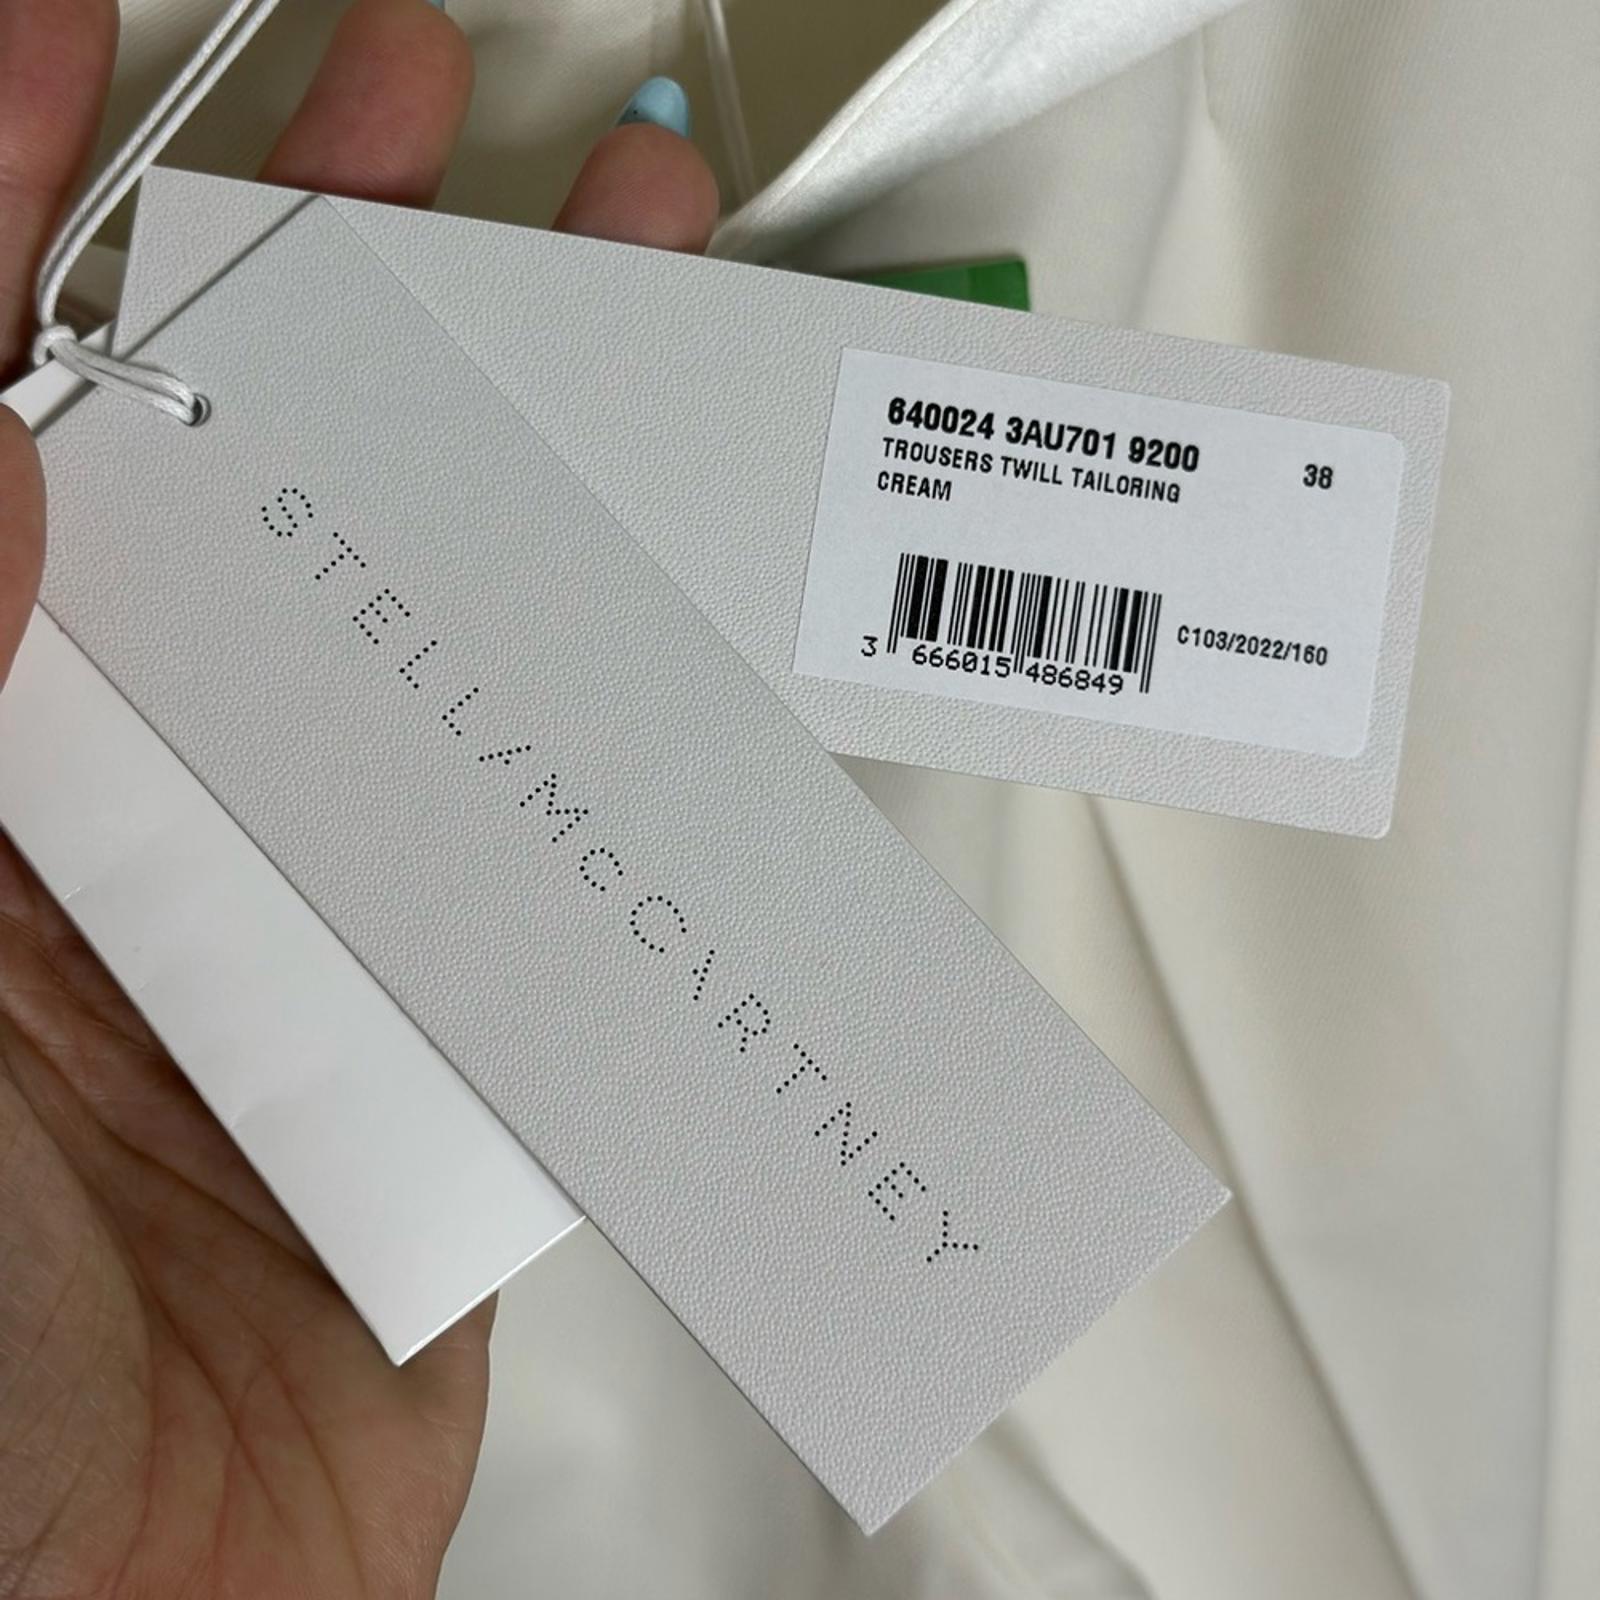 STELLA McCARTNEY
640024 3AU701 9200
38
TROUSERS TWILL TAILORING
CREAM
3 666015 486849
C103/2022/160